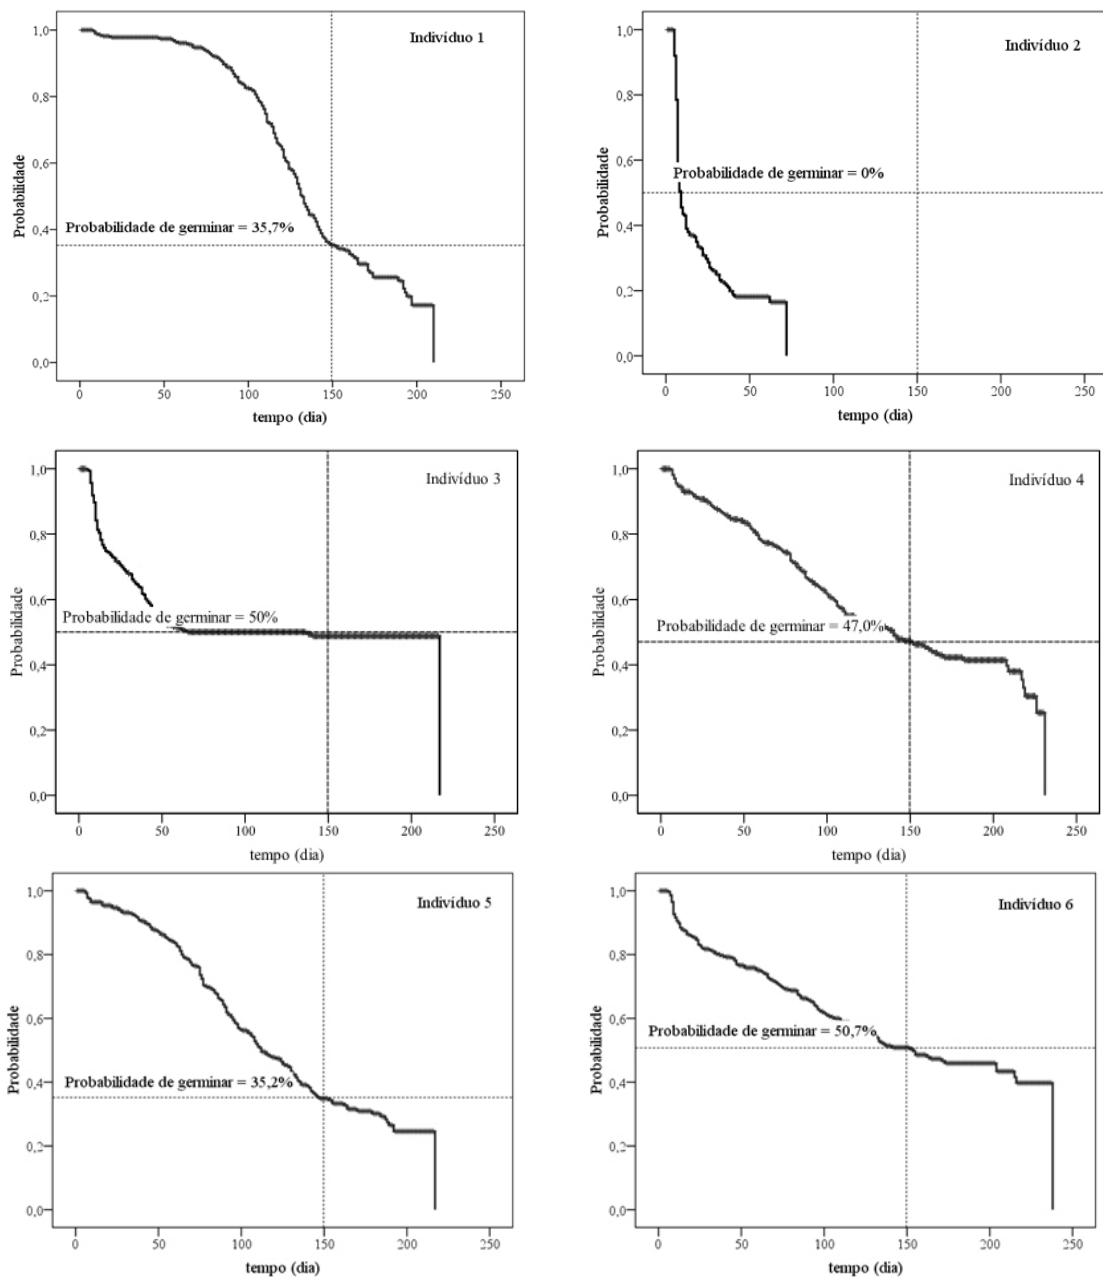 Indivíduo 1
1,0
0,8
0,6
0,4
0,2
0,0
Probabilidade
Probabilidade de germinar = 35,7%
0 50 100 150 200 250
tempo (dia)
Indivíduo 2
1,0
0,8
0,6
0,4
0,2
0,0
Probabilidade
Probabilidade de germinar = 0%
0 50 100 150 200 250
tempo (dia)
Indivíduo 3
1,0
0,8
0,6
0,4
0,2
0,0
Probabilidade
Probabilidade de germinar = 50%
0 50 100 150 200 250
tempo (dia)
Indivíduo 4
1,0
0,8
0,6
0,4
0,2
0,0
Probabilidade
Probabilidade de germinar = 47,0%
0 50 100 150 200 250
tempo (dia)
Indivíduo 5
1,0
0,8
0,6
0,4
0,2
0,0
Probabilidade
Probabilidade de germinar = 35,2%
0 50 100 150 200 250
tempo (dia)
Indivíduo 6
1,0
0,8
0,6
0,4
0,2
0,0
Probabilidade
Probabilidade de germinar = 50,7%
0 50 100 150 200 250
tempo (dia)